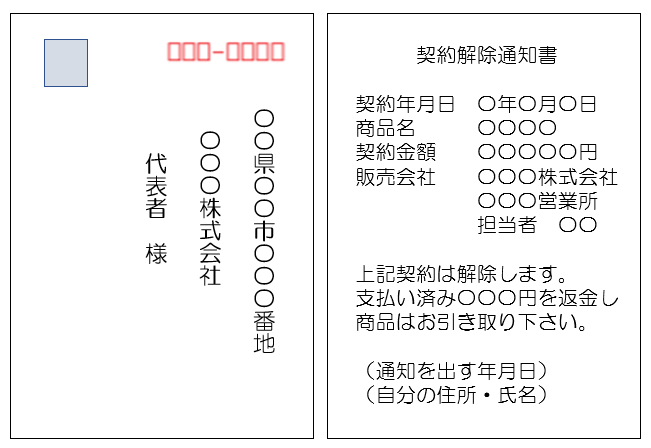 □□□-□□□□
〇〇県〇〇市〇〇〇番地
〇〇〇株式会社
代表者　様
契約解除通知書
契約年月日　〇年〇月〇日
商品名　　　〇〇〇〇
契約金額　　〇〇〇〇〇円
販売会社　　〇〇〇株式会社
〇〇〇営業所
担当者　〇〇
上記契約は解除します。
支払い済み〇〇〇円を返金し
商品はお引き取り下さい。
（通知を出す年月日）
（自分の住所・氏名）